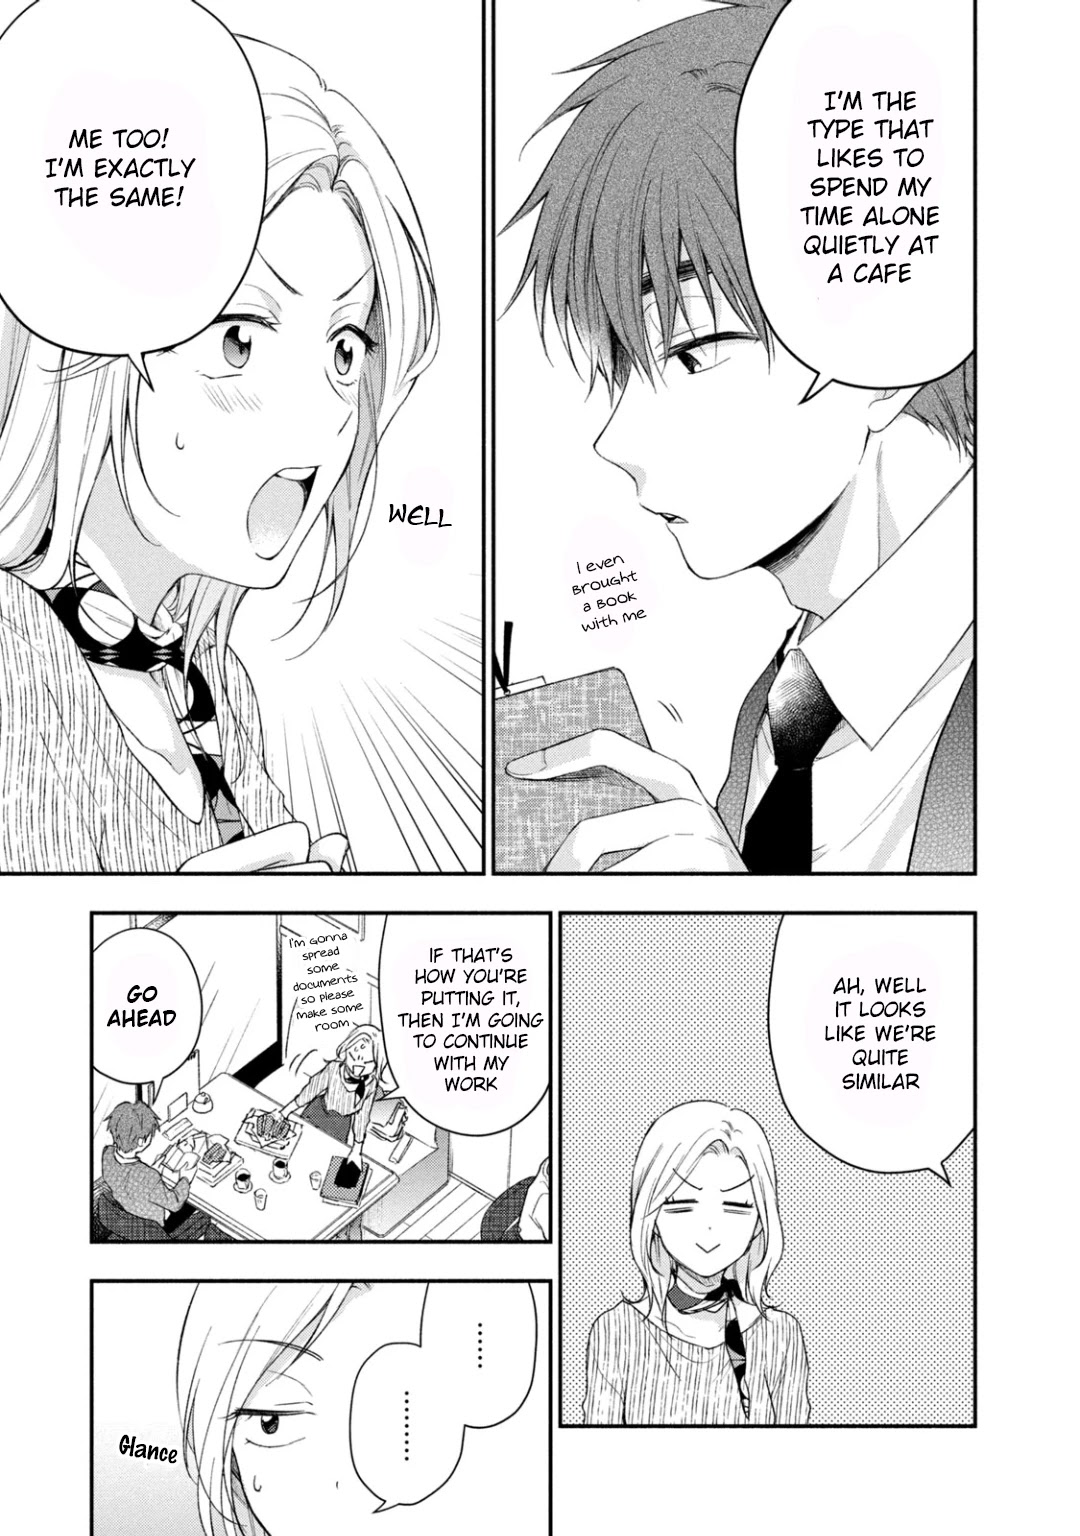 I'M THE
TYPE THAT
LIKES TO
SPEND MY
TIME ALONE
QUIETLY AT
A CAFE
I even
BROUGHT
a BOOK
with me
ME TOO!
I'M EXACTLY
THE SAME!
WELL
AH, WELL
IT LOOKS
LIKE WE'RE
QUITE
SIMILAR
IF THAT'S
HOW YOU'RE
PUTTING IT,
THEN I'M GOING
TO CONTINUE
WITH MY
WORK
I'm GONNA
spread
some
documents
so please
make some
room
GO
AHEAD
.......
.........
Glance